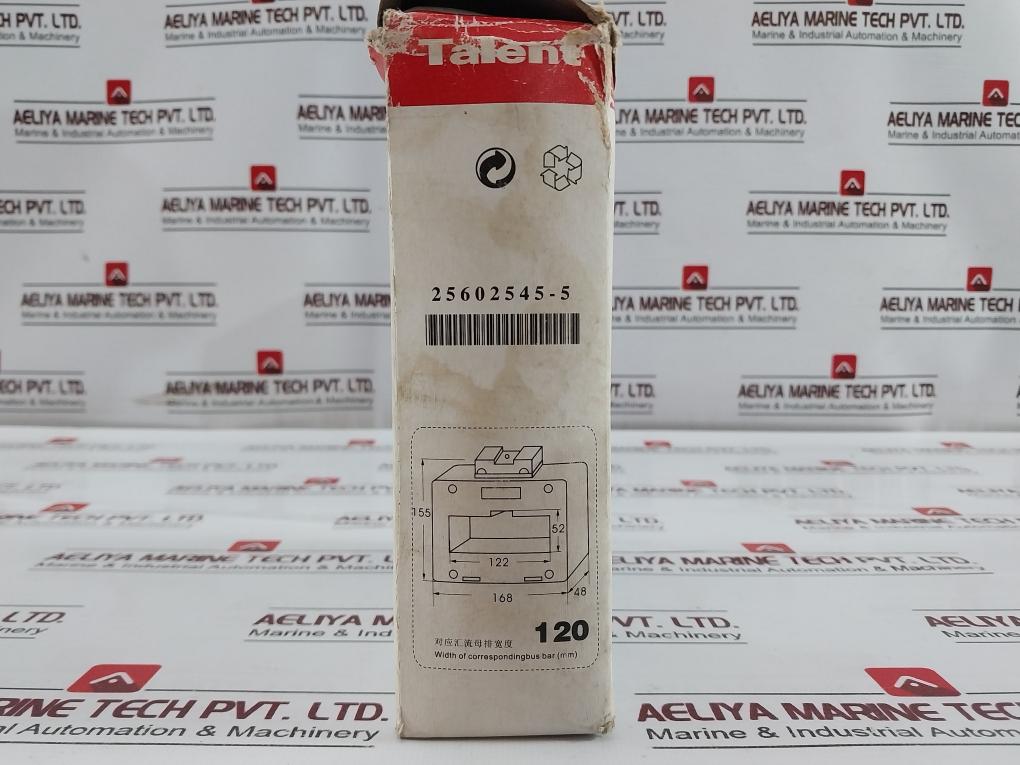 Talent
25602545-5
155
52
122
168
48
对应汇流母排宽度
120
Width of correspondingbus bar (mm)
AELIYA MARINE TECH PVT. LTD.
Marine & Industrial Automation & Machinery